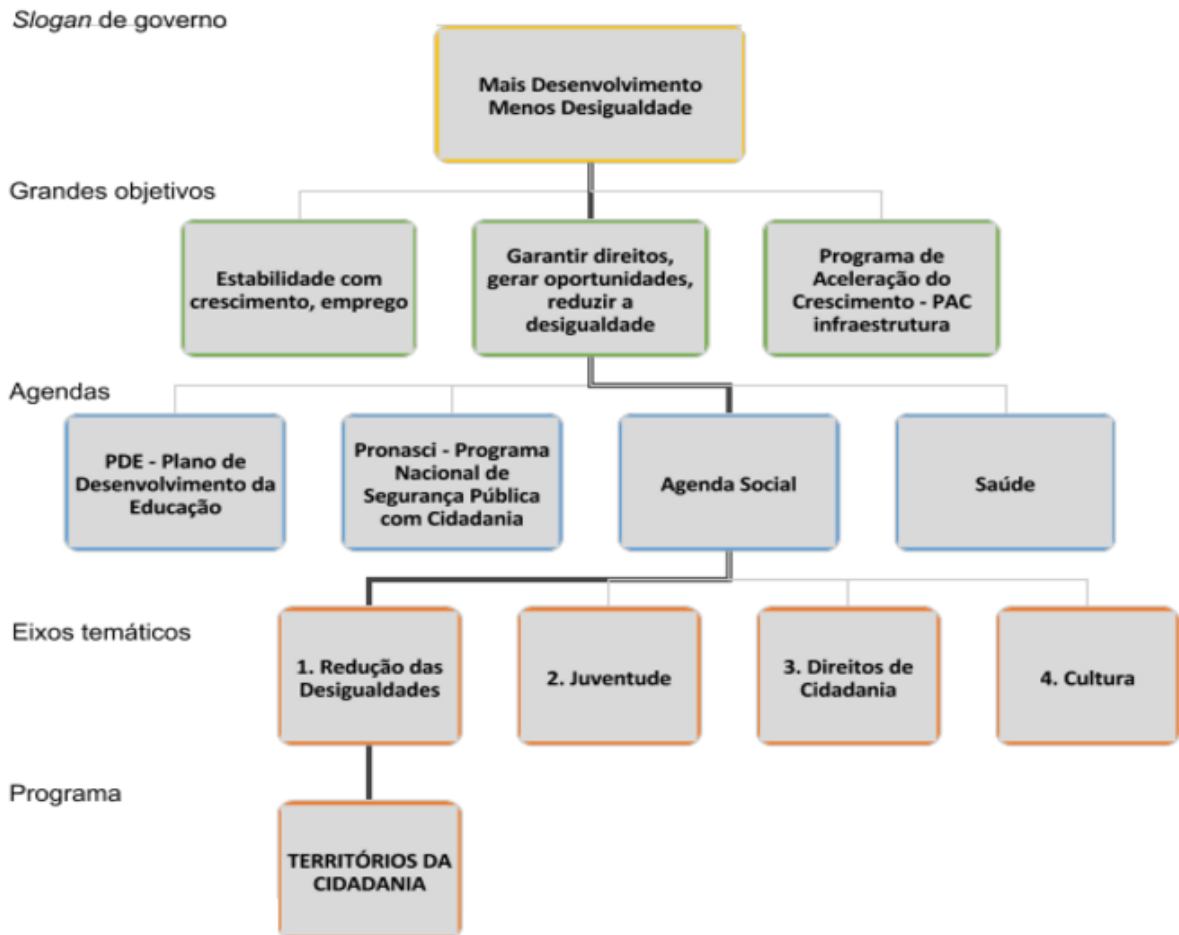 Slogan de governo
Mais Desenvolvimento
Menos Desigualdade
Grandes objetivos
Estabilidade com
crescimento, emprego
Garantir direitos,
gerar oportunidades,
reduzir a
desigualdade
Programa de
Aceleração do
Crescimento - PAC
infraestrutura
Agendas
PDE - Plano de
Desenvolvimento da
Educação
Pronasci - Programa
Nacional de
Segurança Pública
com Cidadania
Agenda Social
Saúde
Eixos temáticos
1. Redução das
Desigualdades
2. Juventude
3. Direitos de
Cidadania
4. Cultura
Programa
TERRITÓRIOS DA
CIDADANIA